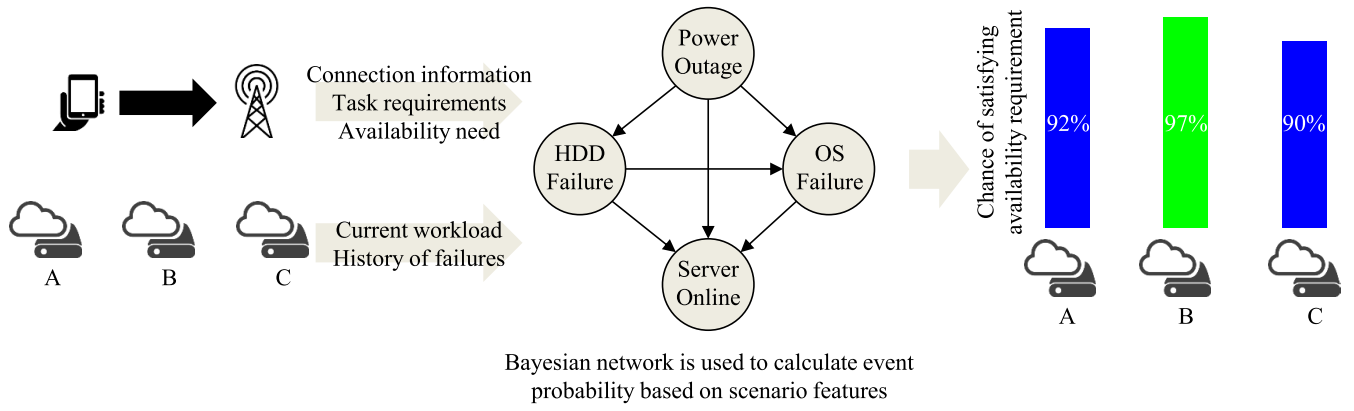 Connection information
Task requirements
Availability need
Current workload
History of failures
A
B
C
Power
Outage
HDD
Failure
OS
Failure
Server
Online
Bayesian network is used to calculate event
probability based on scenario features
Chance of satisfying
availability requirement
92%
97%
90%
A
B
C